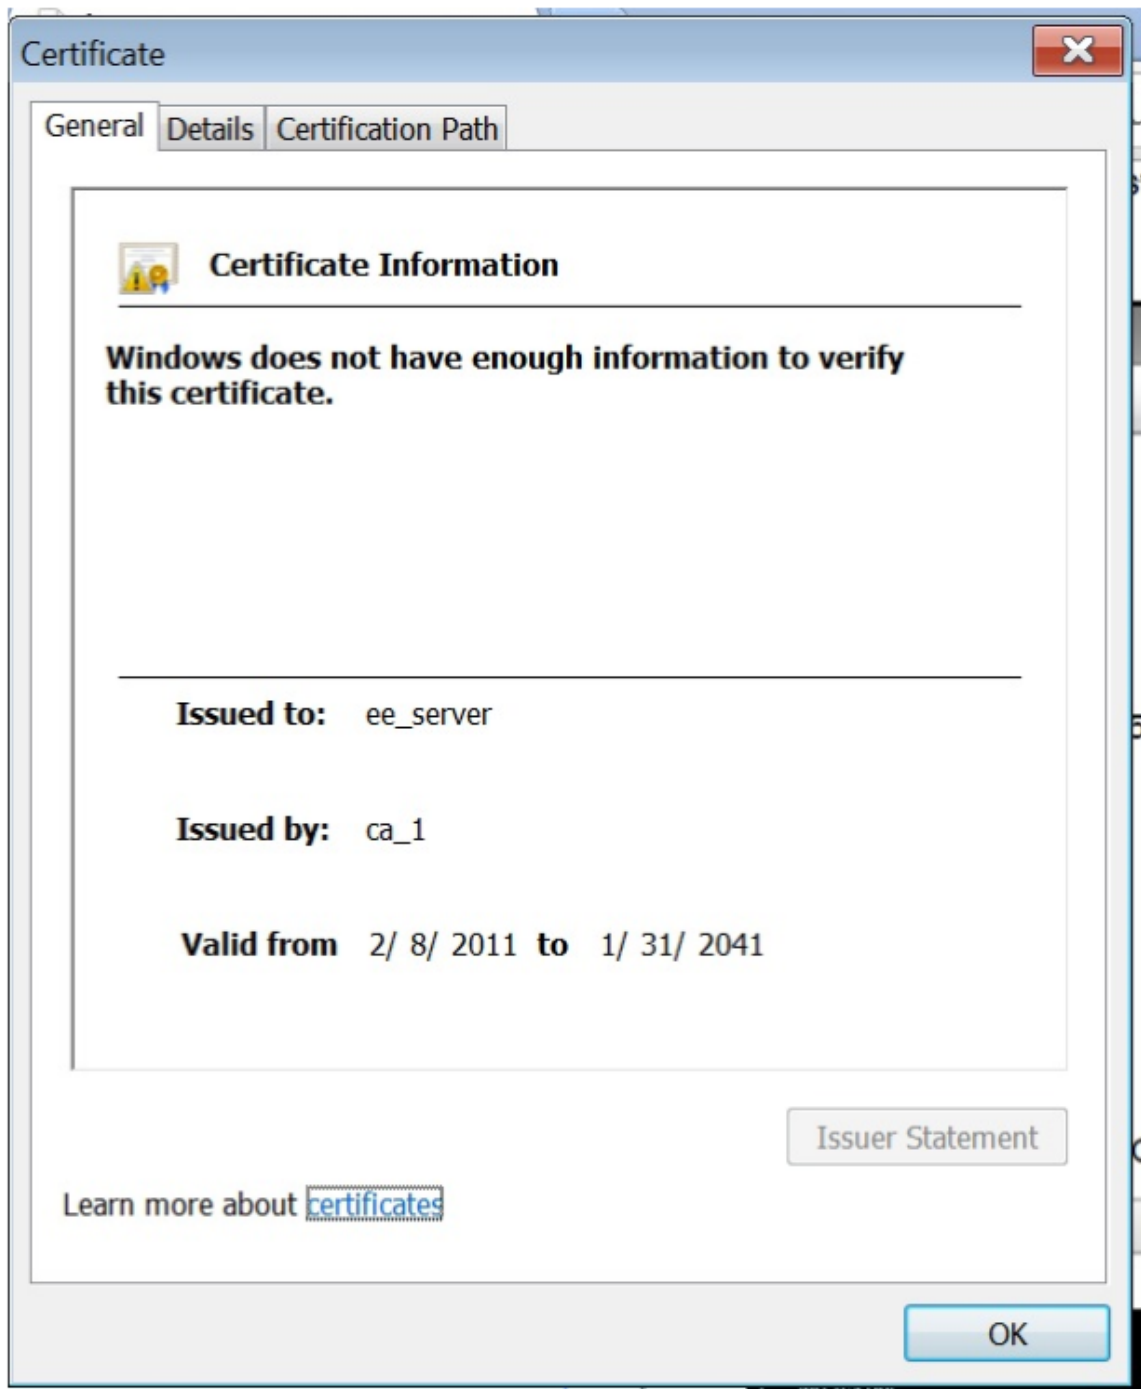 Certificate
General Details Certification Path
Certificate Information
Windows does not have enough information to verify
this certificate.
Issued to: ee_server
Issued by: ca_1
Valid from 2/ 8/ 2011 to 1/ 31/ 2041
Issuer Statement
Learn more about certificates
OK